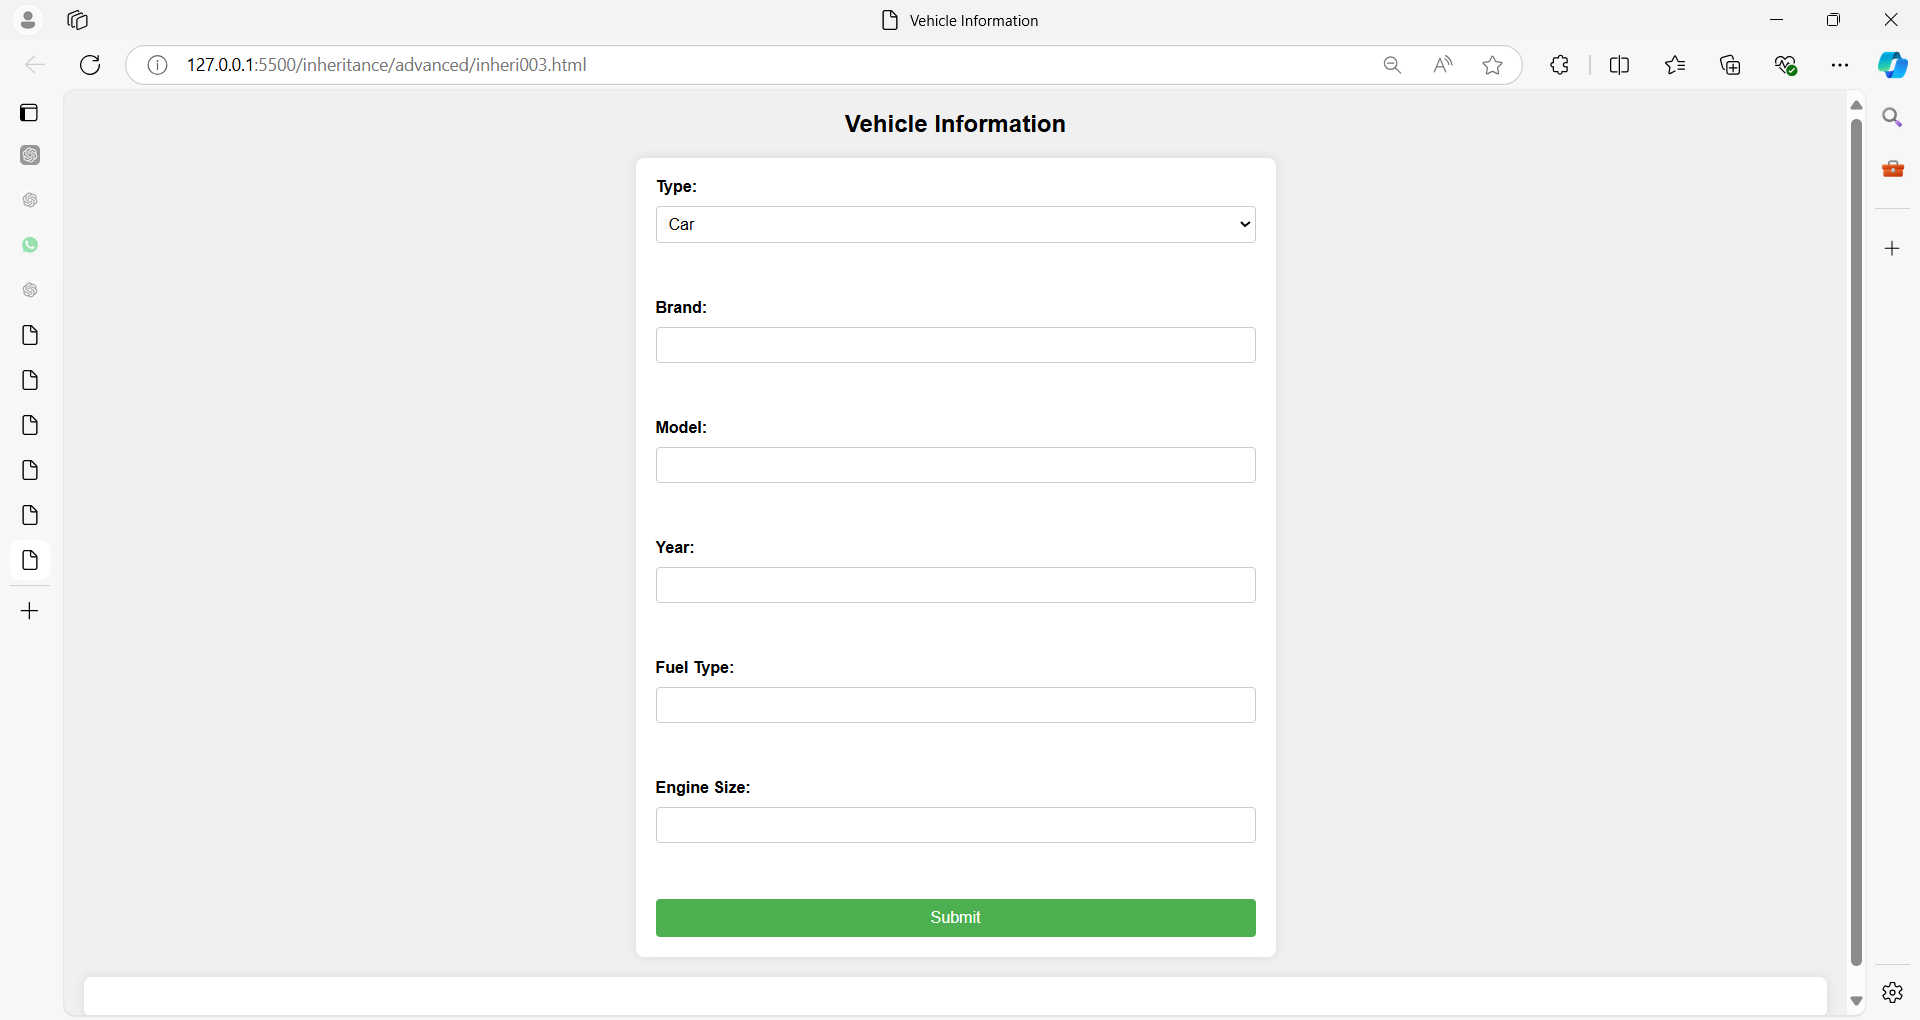 Vehicle Information
127.0.0.1:5500/inheritance/advanced/inheri003.html
Vehicle Information
Type:
Car
Brand:
Model:
Year:
Fuel Type:
Engine Size:
Submit